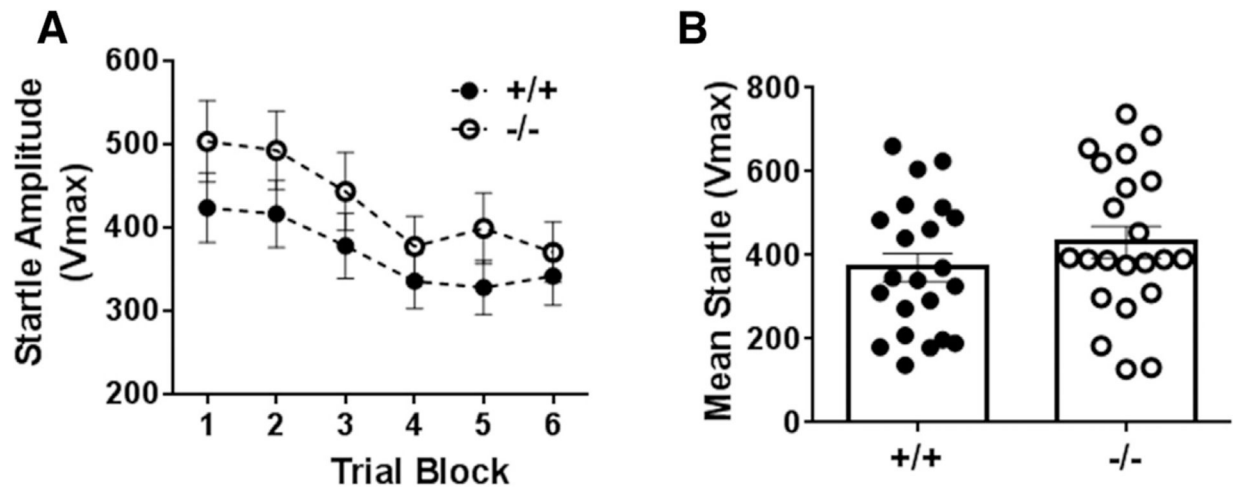 A
Startle Amplitude
(Vmax)
600
500
400
300
200
+/+
-/-
1 2 3 4 5 6
Trial Block
B
Mean Startle (Vmax)
800
600
400
200
0
+/+ -/-